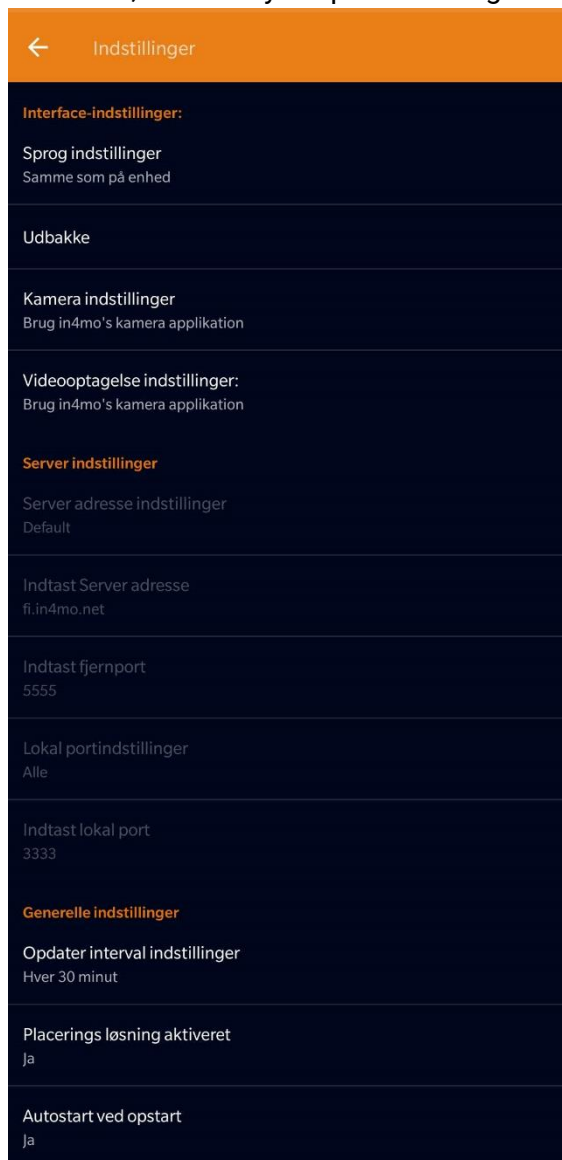 Indstillinger
Interface-indstillinger:
Sprog indstillinger
Samme som på enhed
Udbakke
Kamera indstillinger
Brug in4mo's kamera applikation
Videooptagelse indstillinger:
Brug in4mo's kamera applikation
Server indstillinger
Server adresse indstillinger
Default
Indtast Server adresse
fi.in4mo.net
Indtast fjernport
5555
Lokal portindstillinger
Alle
Indtast lokal port
3333
Generelle indstillinger
Opdater interval indstillinger
Hver 30 minut
Placerings løsning aktiveret
Ja
Autostart ved opstart
Ja